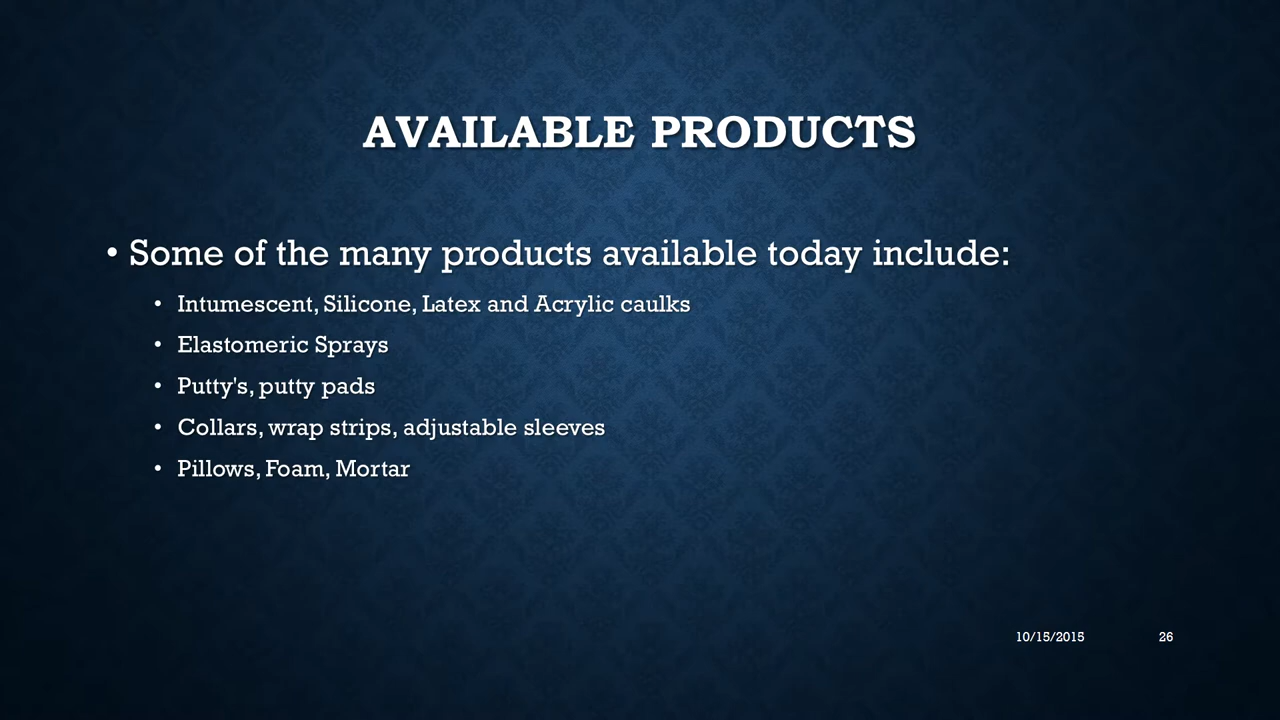 AVAILABLE PRODUCTS
• Some of the many products available today include:
• Intumescent, Silicone, Latex and Acrylic caulks
• Elastomeric Sprays
• Putty's, putty pads
• Collars, wrap strips, adjustable sleeves
• Pillows, Foam, Mortar
10/15/2015 26